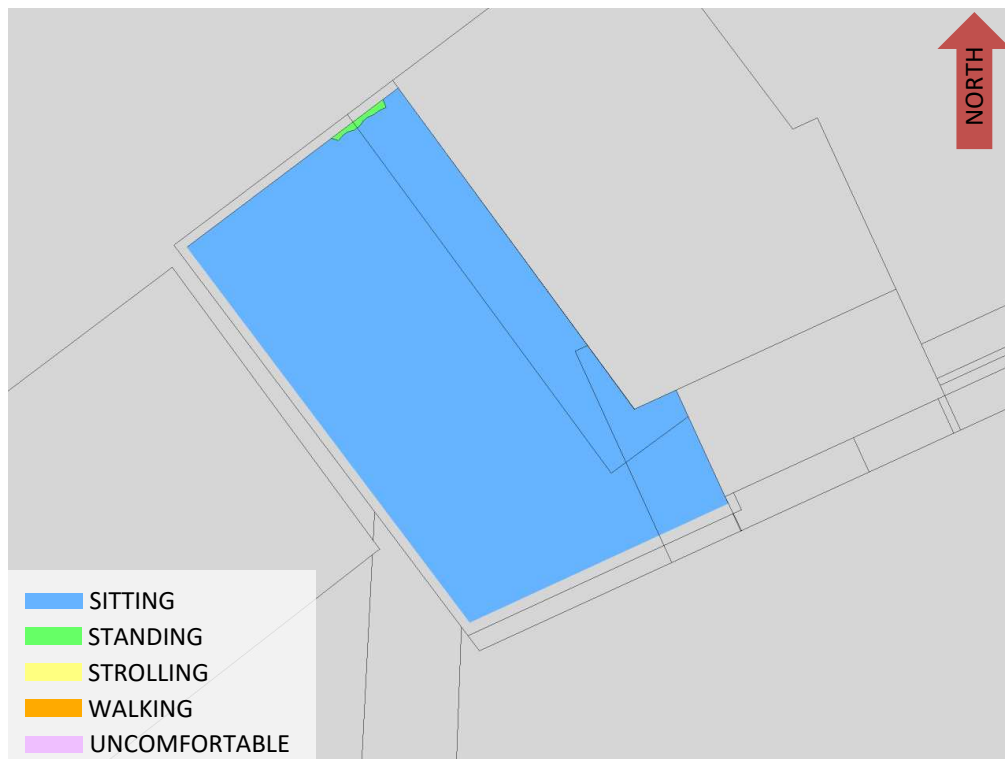 NORTH
SITTING
STANDING
STROLLING
WALKING
UNCOMFORTABLE